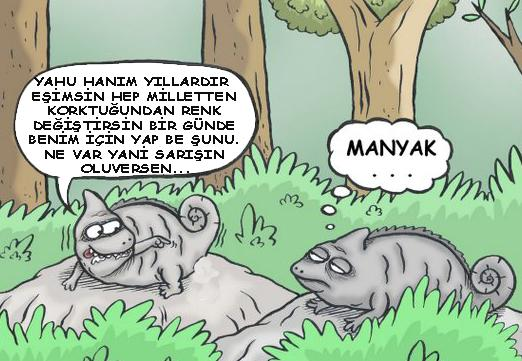 YAHU HANIM YILLARDIR
EŞİMSİN HEP MİLLETTEN
KORKTUĞUNDAN RENK
DEĞİŞTİRSİN BİR GÜNDE
BENİM İÇİN YAP BE ŞUNU.
NE VAR YANİ SARIŞIN
OLUVERSEN...
MANYAK
. . .